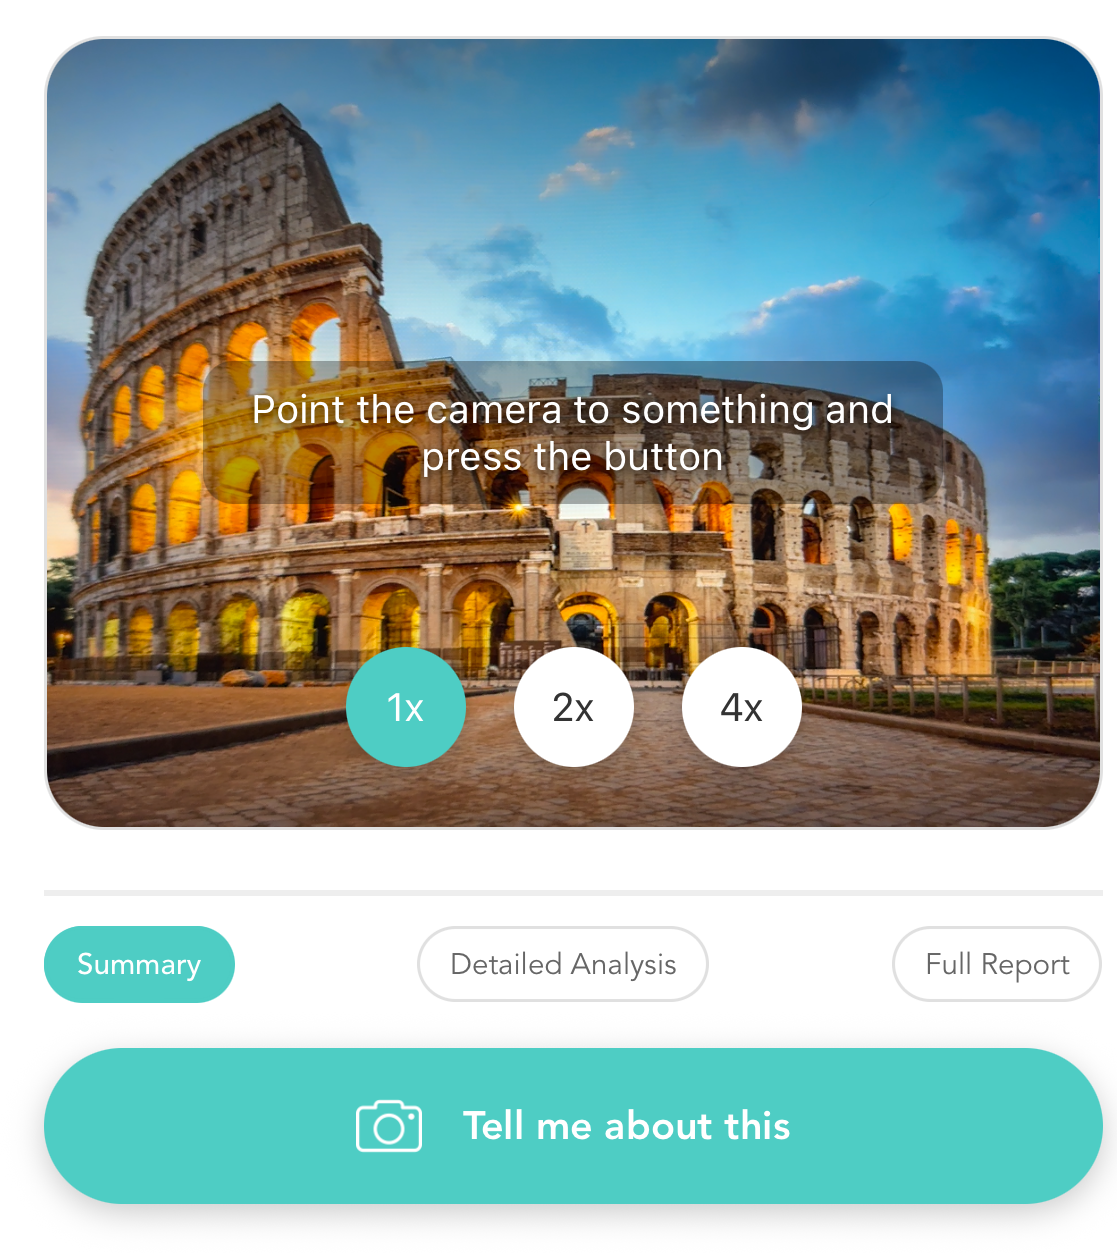 Point the camera to something and
press the button
1x
2x
4x
Summary
Detailed Analysis
Full Report
Tell me about this